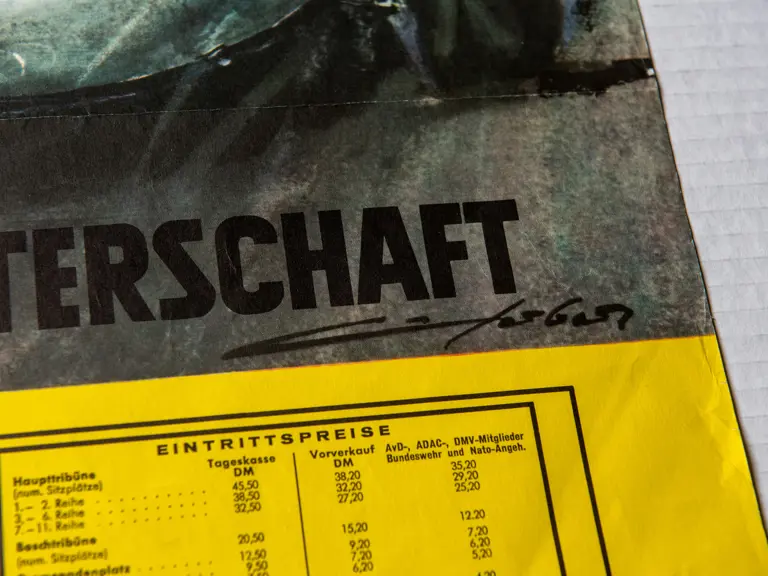 TERSCHAFT
EINTRITTSPREISE
Tageskasse DM
Vorverkauf DM
AvD-, ADAC-, DMV-Mitglieder
Bundeswehr und Nato-Angeh.
Haupttribüne
(num. Sitzplätze)
1.– 2. Reihe 45,50 38,20 35,20
3.– 6. Reihe 38,50 32,20 29,20
7.–11. Reihe 32,50 27,20 25,20
Boschtribüne
(num. Sitzplätze) 20,50 15,20 12.20
12,50 9,20 7,20
9,50 7,20 6,20
6,20 5,20
4,20